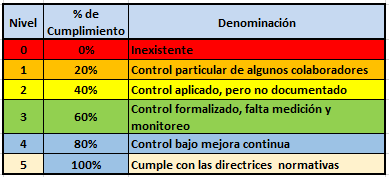 Nivel % de Cumplimiento Denominación
0 0% Inexistente
1 20% Control particular de algunos colaboradores
2 40% Control aplicado, pero no documentado
3 60% Control formalizado, falta medición y
monitoreo
4 80% Control bajo mejora continua
5 100% Cumple con las directrices normativas